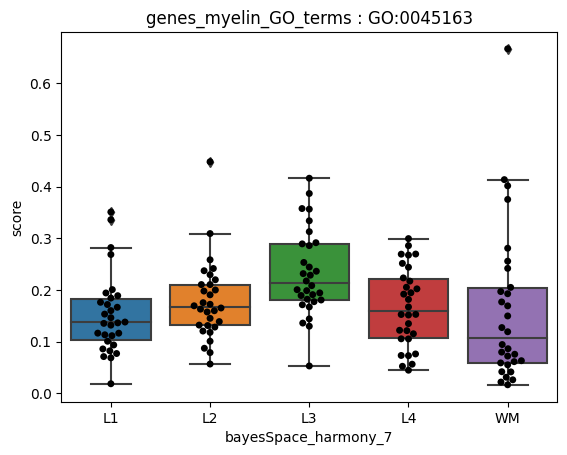 genes_myelin_GO_terms : GO:0045163
score
0.6
0.5
0.4
0.3
0.2
0.1
0.0
L1 L2 L3 L4 WM
bayesSpace_harmony_7